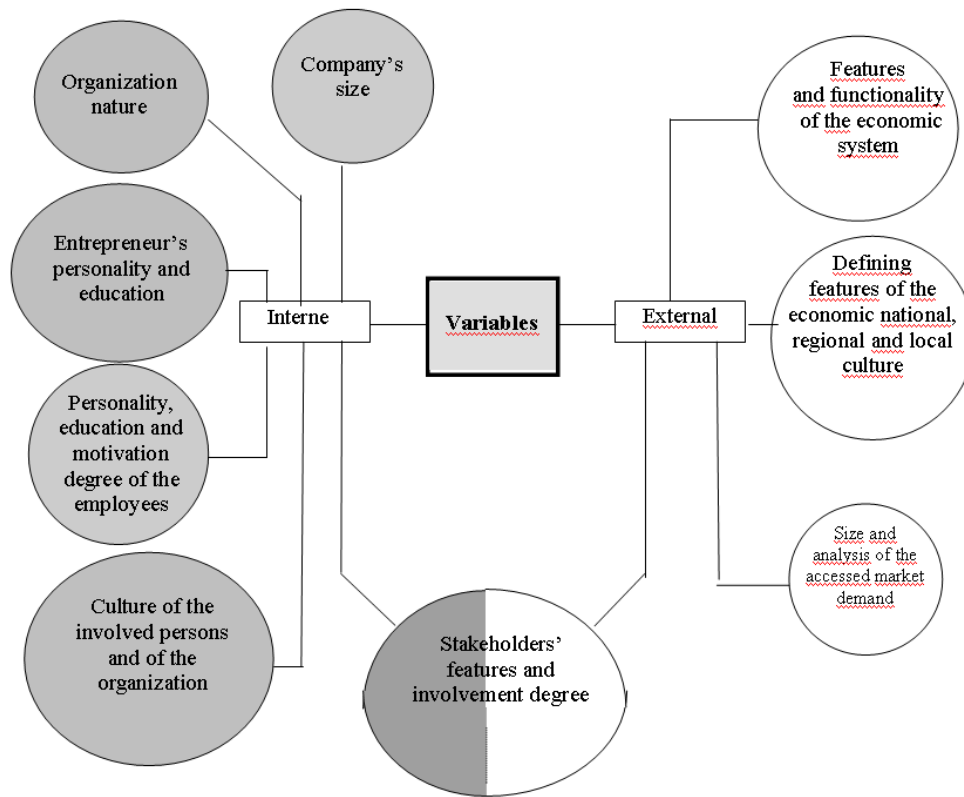 Organization
nature
Company's
size
Features
and functionality
of the economic
system
Entrepreneur's
personality and
education
Interne
Variables
External
Defining
features of the
economic national,
regional and local
culture
Personality,
education and
motivation
degree of the
employees
Size and
analysis of the
accessed market
demand
Culture of the
involved persons
and of the
organization
Stakeholders'
features and
involvement degree